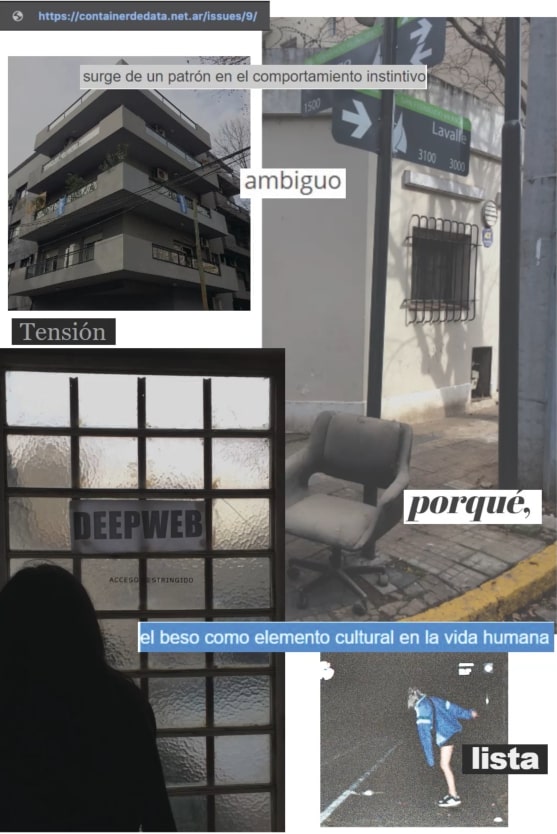 https://containerdedata.net.ar/issues/9/
surge de un patrón en el comportamiento instintivo
1500
Lavalle
3100 3000
ambiguo
Tensión
porqué,
DEEPWEB
ACCESO RESTRINGIDO
el beso como elemento cultural en la vida humana
lista